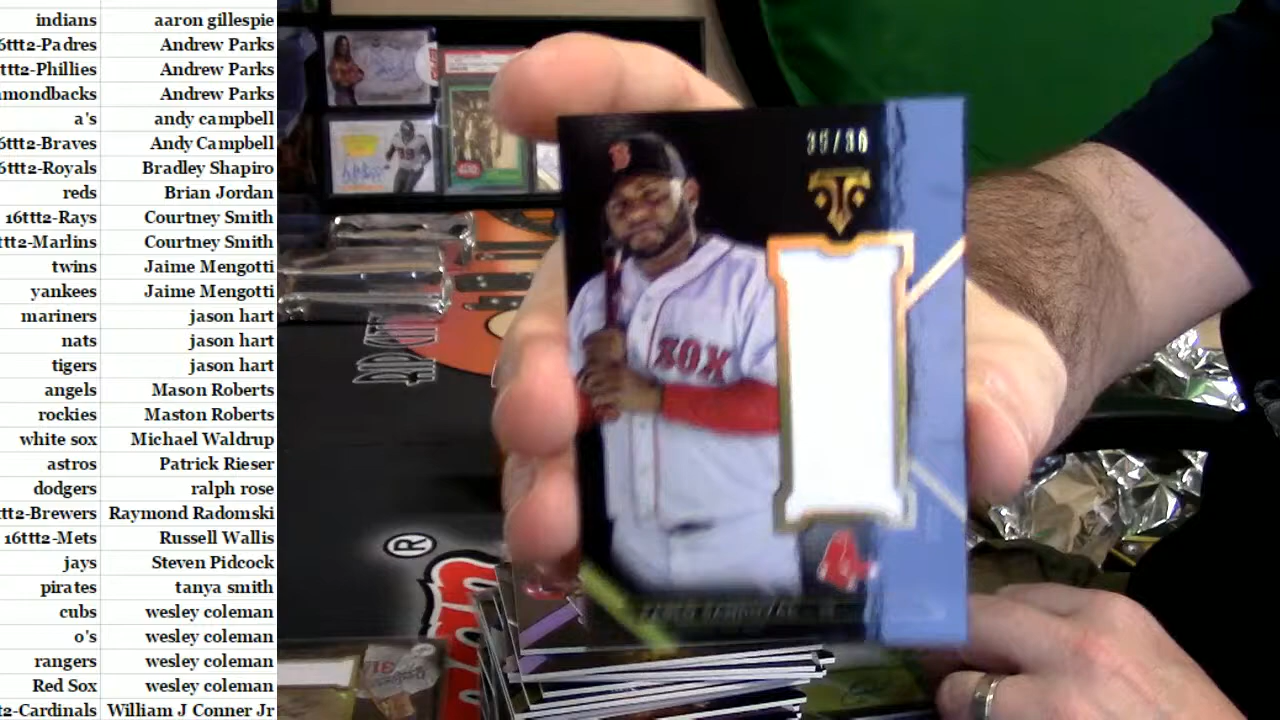 indians aaron gillespie
6ttt2-Padres Andrew Parks
ttt2-Phillies Andrew Parks
amondbacks Andrew Parks
a's andy campbell
6ttt2-Braves Andy Campbell
6ttt2-Royals Bradley Shapiro
reds Brian Jordan
16ttt2-Rays Courtney Smith
ttt2-Marlins Courtney Smith
twins Jaime Mengotti
yankees Jaime Mengotti
mariners jason hart
nats jason hart
tigers jason hart
angels Mason Roberts
rockies Maston Roberts
white sox Michael Waldrup
astros Patrick Rieser
dodgers ralph rose
tt2-Brewers Raymond Radomski
16ttt2-Mets Russell Wallis
jays Steven Pidcock
pirates tanya smith
cubs wesley coleman
o's wesley coleman
rangers wesley coleman
Red Sox wesley coleman
t2-Cardinals William J Conner Jr
B
SOX
®